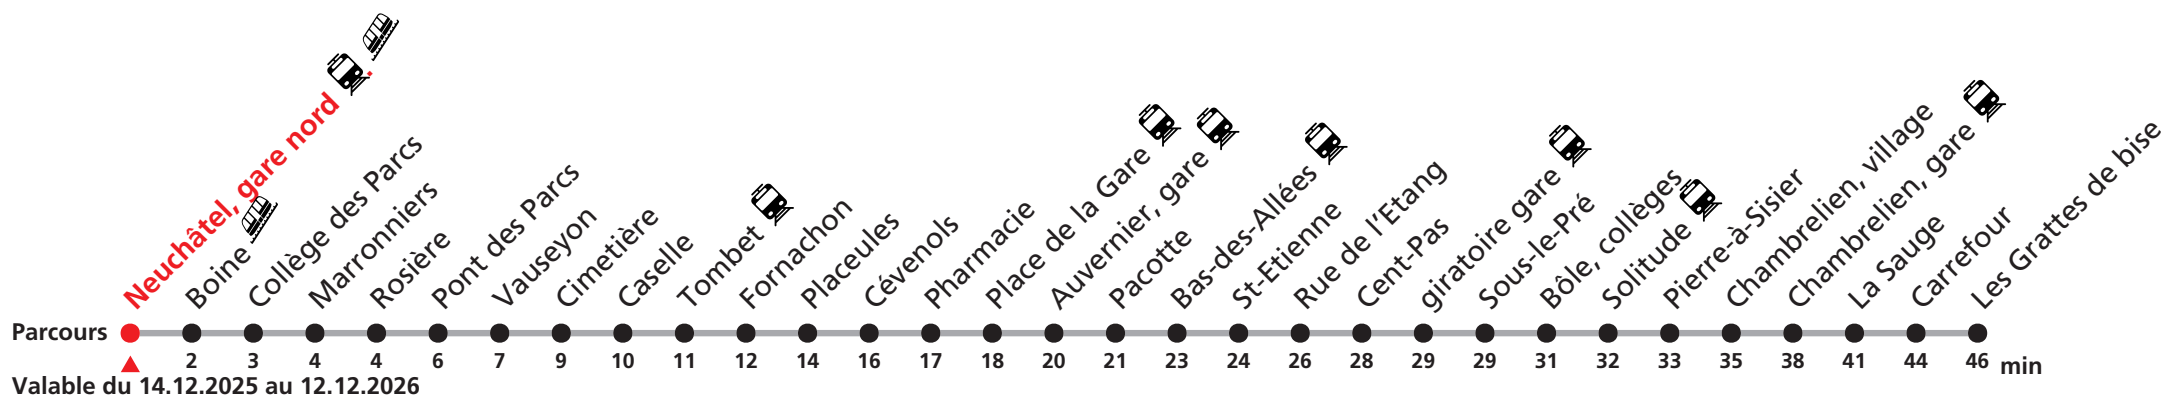 Neuchâtel, gare nord .
Boine
Collège des Parcs
Marronniers
Rosière
Pont des Parcs
Vauseyon
Cimetière
Caselle
Tombet
Fornachon
Placeules
Cévenols
Pharmacie
Place de la Gare
Auvernier, gare
Pacotte
Bas-des-Allées
St-Etienne
Rue de l'Etang
Cent-Pas
giratoire gare
Sous-le-Pré
Bôle, collèges
Solitude
Pierre-à-Sisier
Chambrelien, village
Chambrelien, gare
La Sauge
Carrefour
Les Grattes de bise
Parcours
2 3 4 4 6 7 9 10 11 12 14 16 17 18 20 21 23 24 26 28 29 29 31 32 33 35 38 41 44 46 min
Valable du 14.12.2025 au 12.12.2026